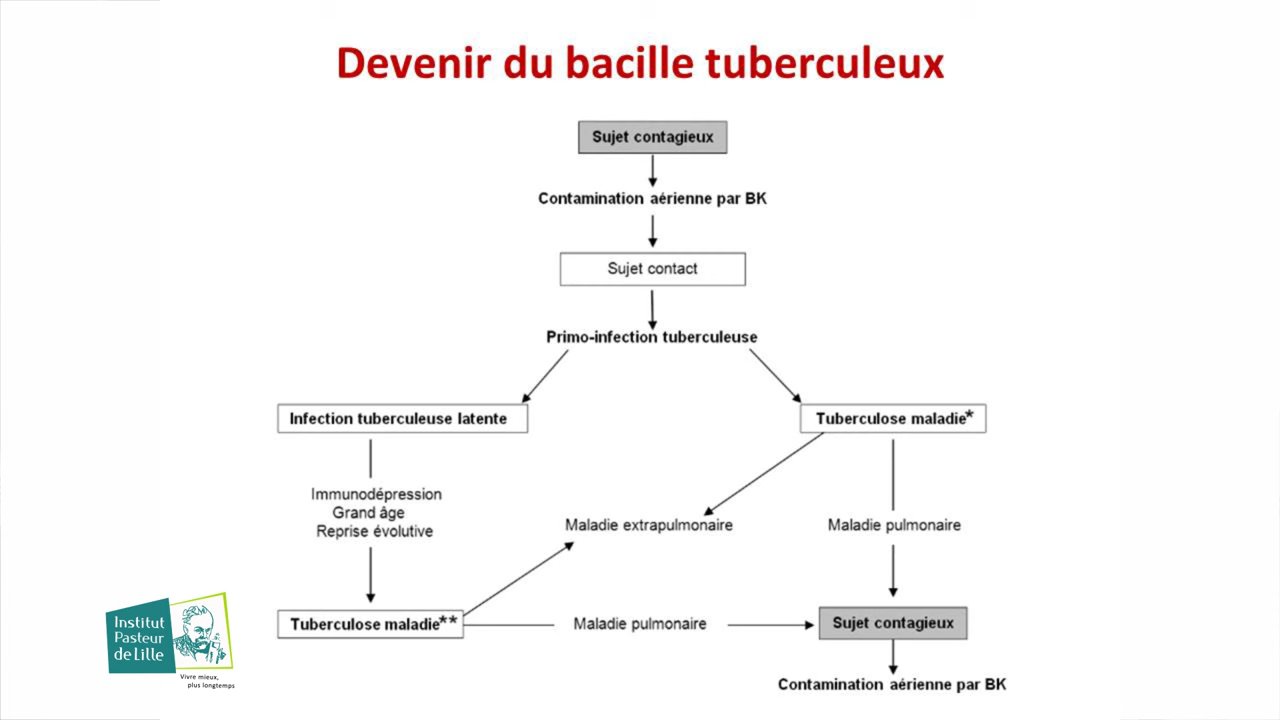 Devenir du bacille tuberculeux
Sujet contagieux
Contamination aérienne par BK
Sujet contact
Primo-infection tuberculeuse
Infection tuberculeuse latente
Tuberculose maladie*
Immunodépression
Grand âge
Reprise évolutive
Maladie extrapulmonaire
Maladie pulmonaire
Tuberculose maladie**
Maladie pulmonaire
Sujet contagieux
Contamination aérienne par BK
Institut
Pasteur
de Lille
Vivre mieux,
plus longtemps